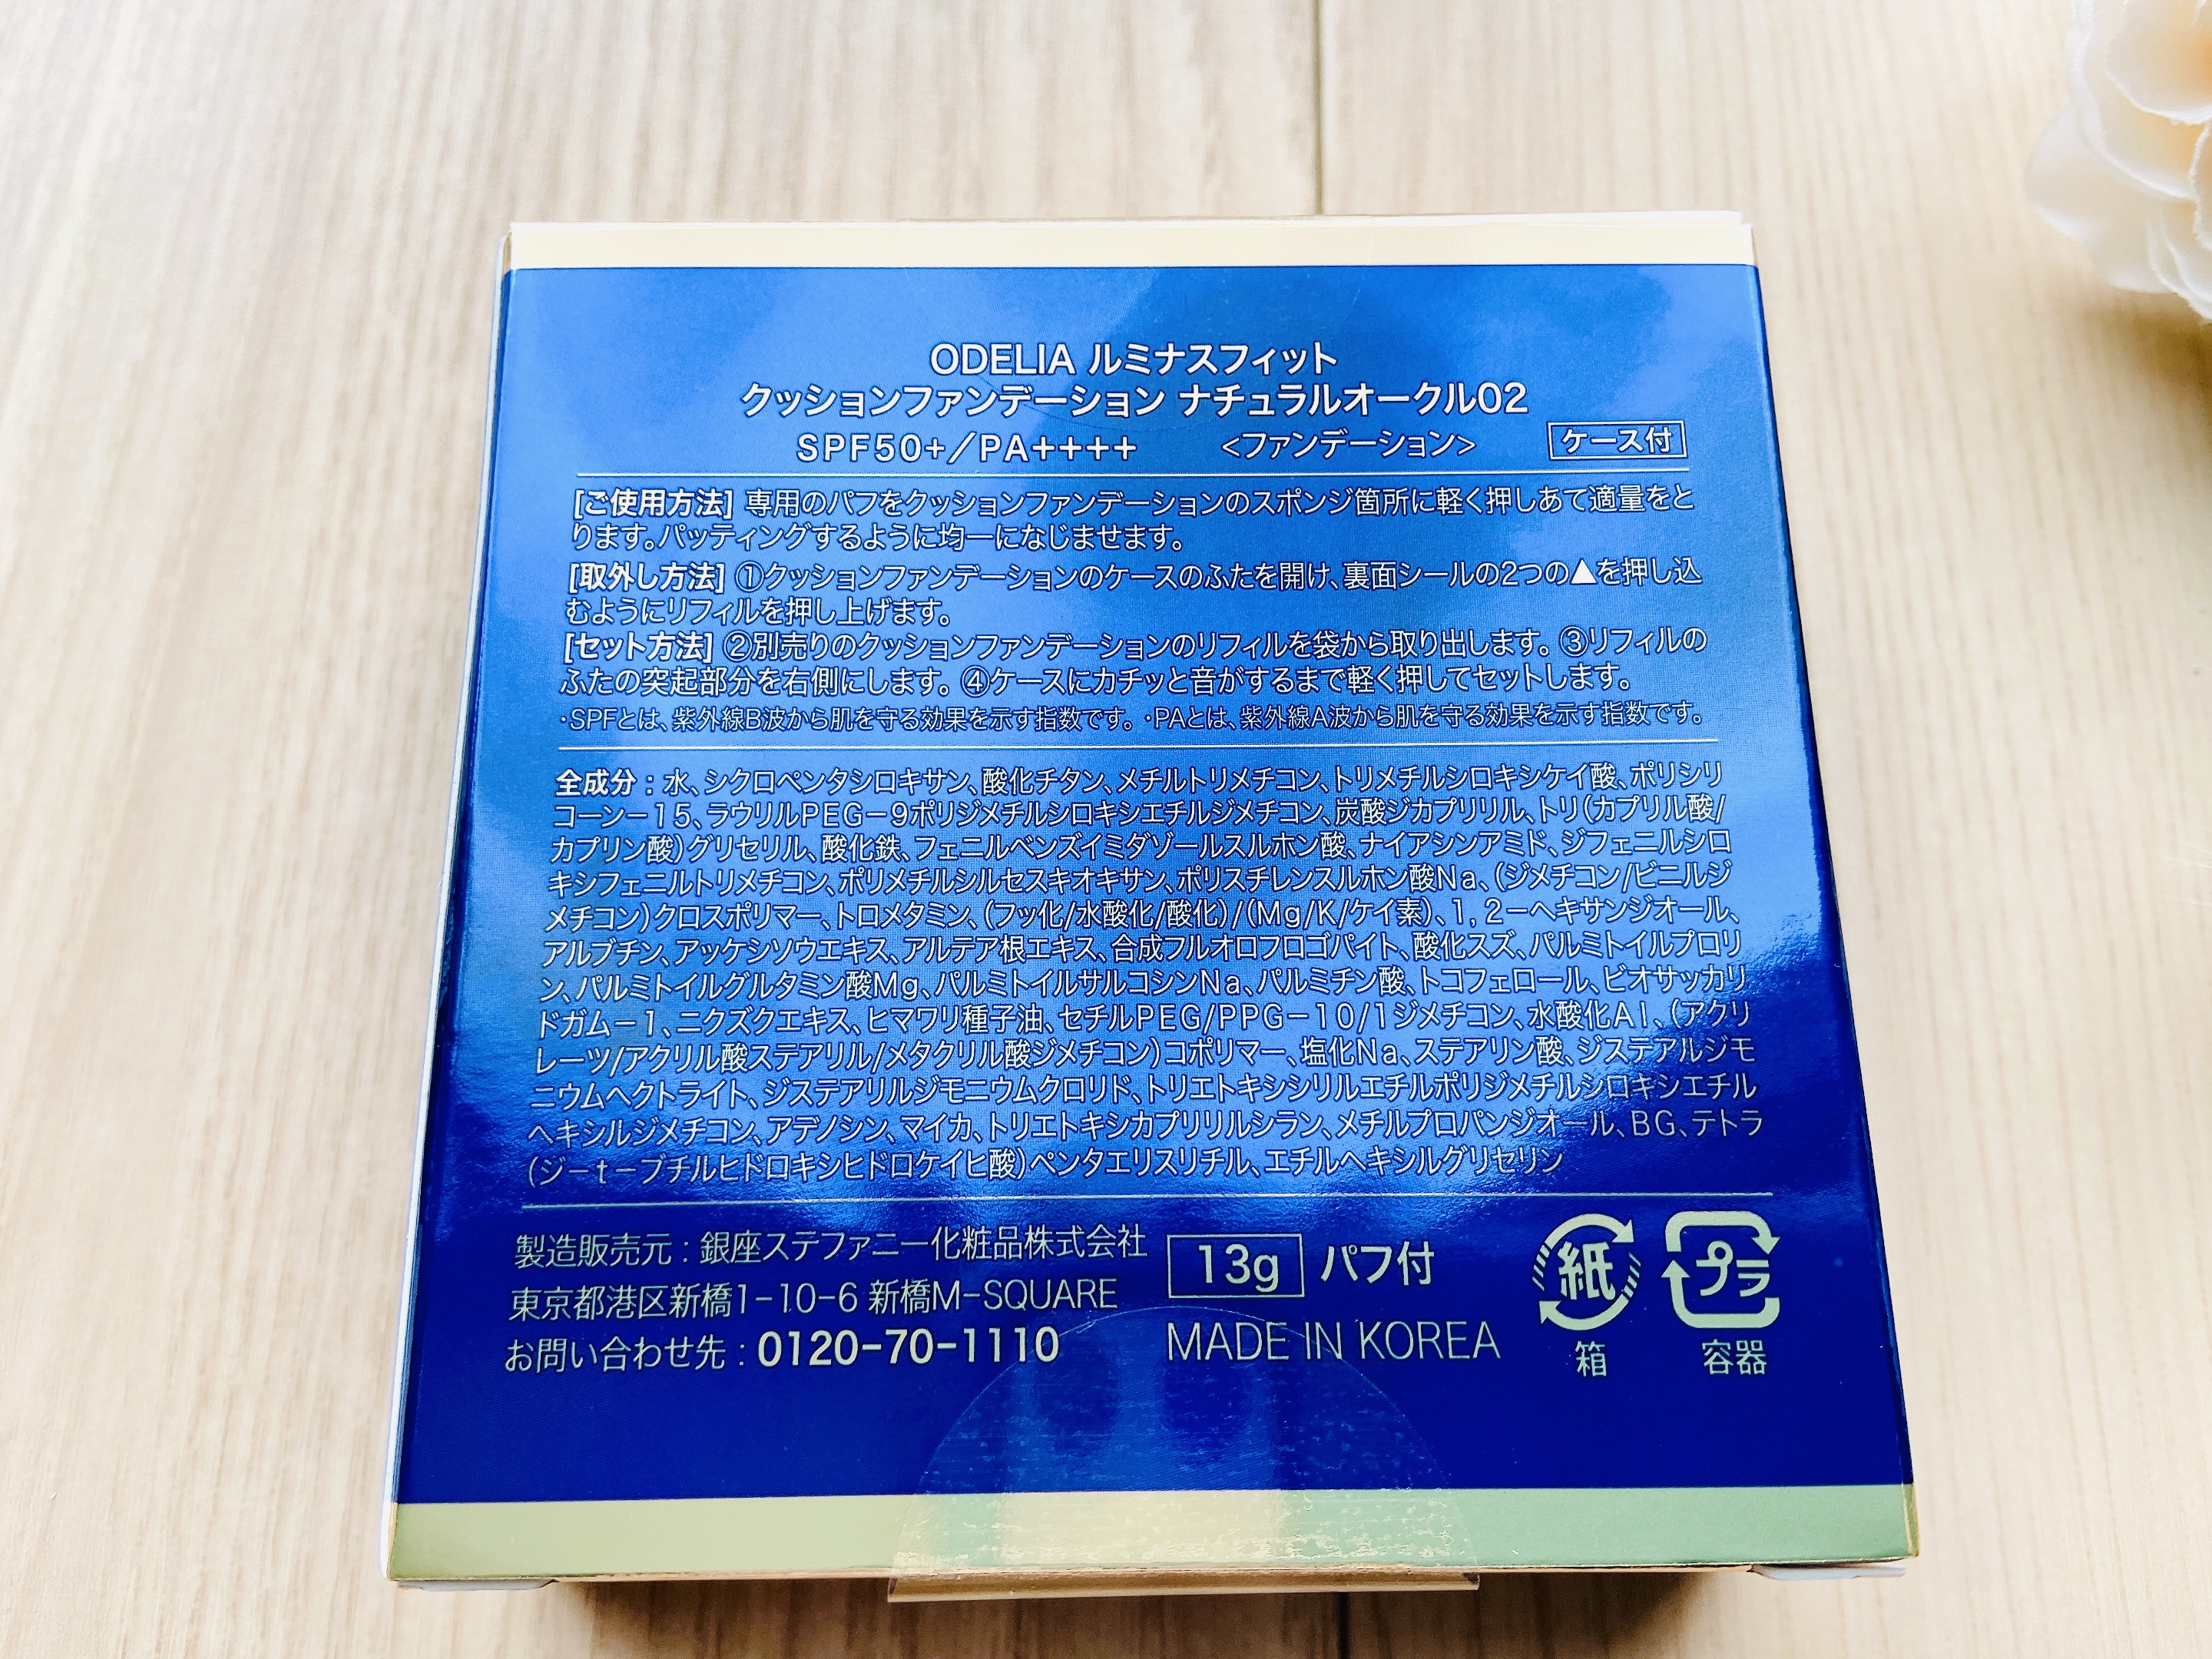 ODELIA ルミナスフィット
クッションファンデーション ナチュラルオークル02
SPF50+／PA++++ <ファンデーション> ケース付
[ご使用方法] 専用のパフをクッションファンデーションのスポンジ箇所に軽く押しあて適量をと
ります。パッティングするように均一になじませます。
[取外し方法] ①クッションファンデーションのケースのふたを開け、裏面シールの2つの▲を押し込
むようにリフィルを押し上げます。
[セット方法] ②別売りのクッションファンデーションのリフィルを袋から取り出します。③リフィルの
ふたの突起部分を右側にします。④ケースにカチッと音がするまで軽く押してセットします。
・SPFとは、紫外線B波から肌を守る効果を示す指数です。・PAとは、紫外線A波から肌を守る効果を示す指数です。
全成分：水、シクロペンタシロキサン、酸化チタン、メチルトリメチコン、トリメチルシロキシケイ酸、ポリシリ
コーン－15、ラウリルPEG－9ポリジメチルシロキシエチルジメチコン、炭酸ジカプリリル、トリ(カプリル酸/
カプリン酸)グリセリル、酸化鉄、フェニルベンズイミダゾールスルホン酸、ナイアシンアミド、ジフェニルシロ
キシフェニルトリメチコン、ポリメチルシルセスキオキサン、ポリスチレンスルホン酸Na、(ジメチコン/ビニルジ
メチコン)クロスポリマー、トロメタミン、(フッ化/水酸化/酸化)/(Mg/K/ケイ素)、1,2－ヘキサンジオール、
アルブチン、アッケシソウエキス、アルテア根エキス、合成フルオロフロゴパイト、酸化スズ、パルミトイルプロリ
ン、パルミトイルグルタミン酸Mg、パルミトイルサルコシンNa、パルミチン酸、トコフェロール、ビオサッカリ
ドガム－1、ニクズクエキス、ヒマワリ種子油、セチルPEG/PPG－10/1ジメチコン、水酸化Al、(アクリ
レーツ/アクリル酸ステアリル/メタクリル酸ジメチコン)コポリマー、塩化Na、ステアリン酸、ジステアルジモ
ニウムヘクトライト、ジステアリルジモニウムクロリド、トリエトキシシリルエチルポリジメチルシロキシエチル
ヘキシルジメチコン、アデノシン、マイカ、トリエトキシカプリリルシラン、メチルプロパンジオール、BG、テトラ
(ジ－t－ブチルヒドロキシヒドロケイヒ酸)ペンタエリスリチル、エチルヘキシルグリセリン
製造販売元：銀座ステファニー化粧品株式会社
東京都港区新橋1-10-6 新橋M-SQUARE
お問い合わせ先：0120-70-1110
13g パフ付
MADE IN KOREA
紙 プラ
箱 容器